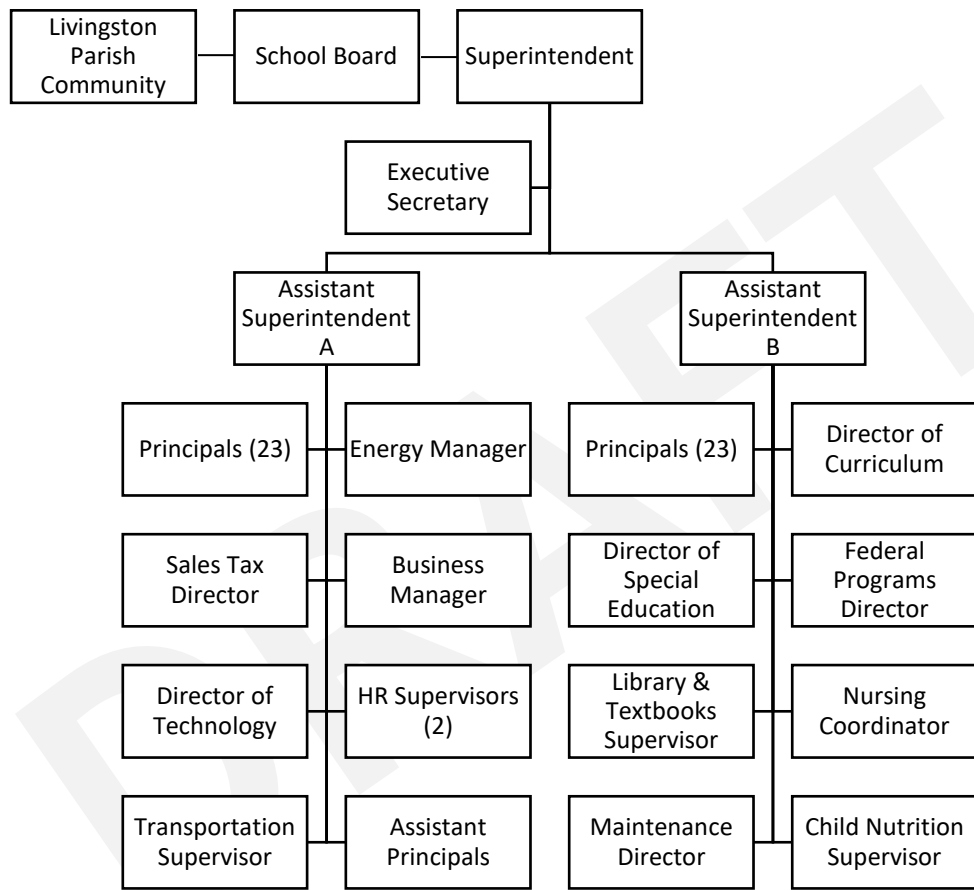 Livingston
Parish
Community
School Board
Superintendent
Executive
Secretary
Assistant
Superintendent
A
Assistant
Superintendent
B
Principals (23)
Energy Manager
Principals (23)
Director of
Curriculum
Sales Tax
Director
Business
Manager
Director of
Special
Education
Federal
Programs
Director
Director of
Technology
HR Supervisors
(2)
Library &
Textbooks
Supervisor
Nursing
Coordinator
Transportation
Supervisor
Assistant
Principals
Maintenance
Director
Child Nutrition
Supervisor
DRAFT